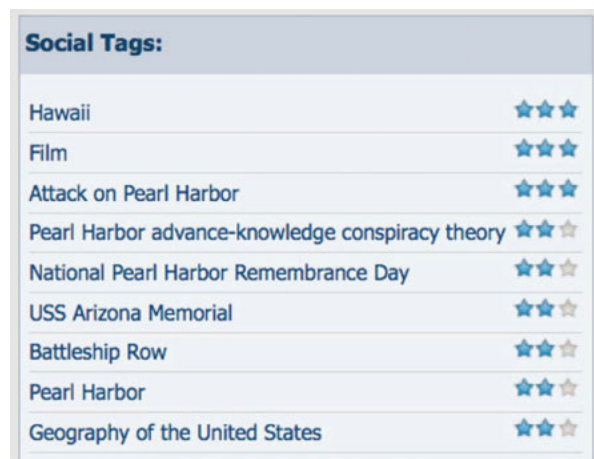 Social Tags:
Hawaii
Film
Attack on Pearl Harbor
Pearl Harbor advance-knowledge conspiracy theory
National Pearl Harbor Remembrance Day
USS Arizona Memorial
Battleship Row
Pearl Harbor
Geography of the United States